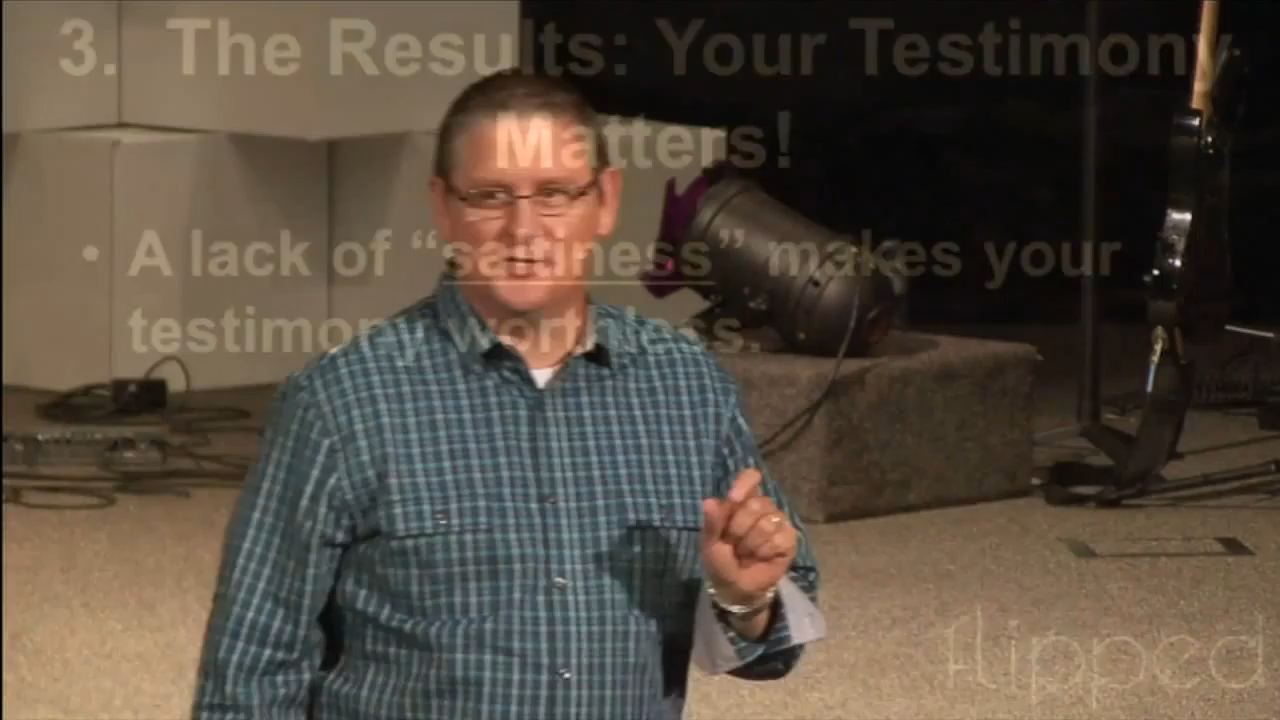 3. The Results: Your Testimony
Matters!
• A lack of “saltiness” makes your
testimony worthless.
flipped